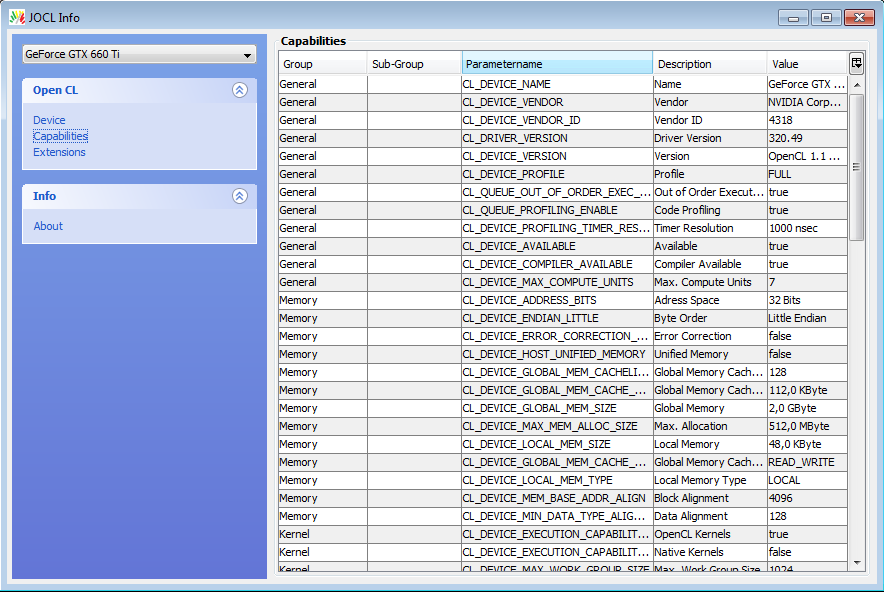 JOCL Info
GeForce GTX 660 Ti
Open CL
Device
Capabilities
Extensions
Info
About
Capabilities
Group Sub-Group Parametername Description Value
General CL_DEVICE_NAME Name GeForce GTX ...
General CL_DEVICE_VENDOR Vendor NVIDIA Corp...
General CL_DEVICE_VENDOR_ID Vendor ID 4318
General CL_DRIVER_VERSION Driver Version 320.49
General CL_DEVICE_VERSION Version OpenCL 1.1 ...
General CL_DEVICE_PROFILE Profile FULL
General CL_QUEUE_OUT_OF_ORDER_EXEC_... Out of Order Execut... true
General CL_QUEUE_PROFILING_ENABLE Code Profiling true
General CL_DEVICE_PROFILING_TIMER_RES... Timer Resolution 1000 nsec
General CL_DEVICE_AVAILABLE Available true
General CL_DEVICE_COMPILER_AVAILABLE Compiler Available true
General CL_DEVICE_MAX_COMPUTE_UNITS Max. Compute Units 7
Memory CL_DEVICE_ADDRESS_BITS Adress Space 32 Bits
Memory CL_DEVICE_ENDIAN_LITTLE Byte Order Little Endian
Memory CL_DEVICE_ERROR_CORRECTION_... Error Correction false
Memory CL_DEVICE_HOST_UNIFIED_MEMORY Unified Memory false
Memory CL_DEVICE_GLOBAL_MEM_CACHELI... Global Memory Cach... 128
Memory CL_DEVICE_GLOBAL_MEM_CACHE_... Global Memory Cach... 112,0 KByte
Memory CL_DEVICE_GLOBAL_MEM_SIZE Global Memory 2,0 GByte
Memory CL_DEVICE_MAX_MEM_ALLOC_SIZE Max. Allocation 512,0 MByte
Memory CL_DEVICE_LOCAL_MEM_SIZE Local Memory 48,0 KByte
Memory CL_DEVICE_GLOBAL_MEM_CACHE_... Global Memory Cach... READ_WRITE
Memory CL_DEVICE_LOCAL_MEM_TYPE Local Memory Type LOCAL
Memory CL_DEVICE_MEM_BASE_ADDR_ALIGN Block Alignment 4096
Memory CL_DEVICE_MIN_DATA_TYPE_ALIG... Data Alignment 128
Kernel CL_DEVICE_EXECUTION_CAPABILIT... OpenCL Kernels true
Kernel CL_DEVICE_EXECUTION_CAPABILIT... Native Kernels false
Kernel CL_DEVICE_MAX_WORK_GROUP_SIZE Max. Work Group Size 1024